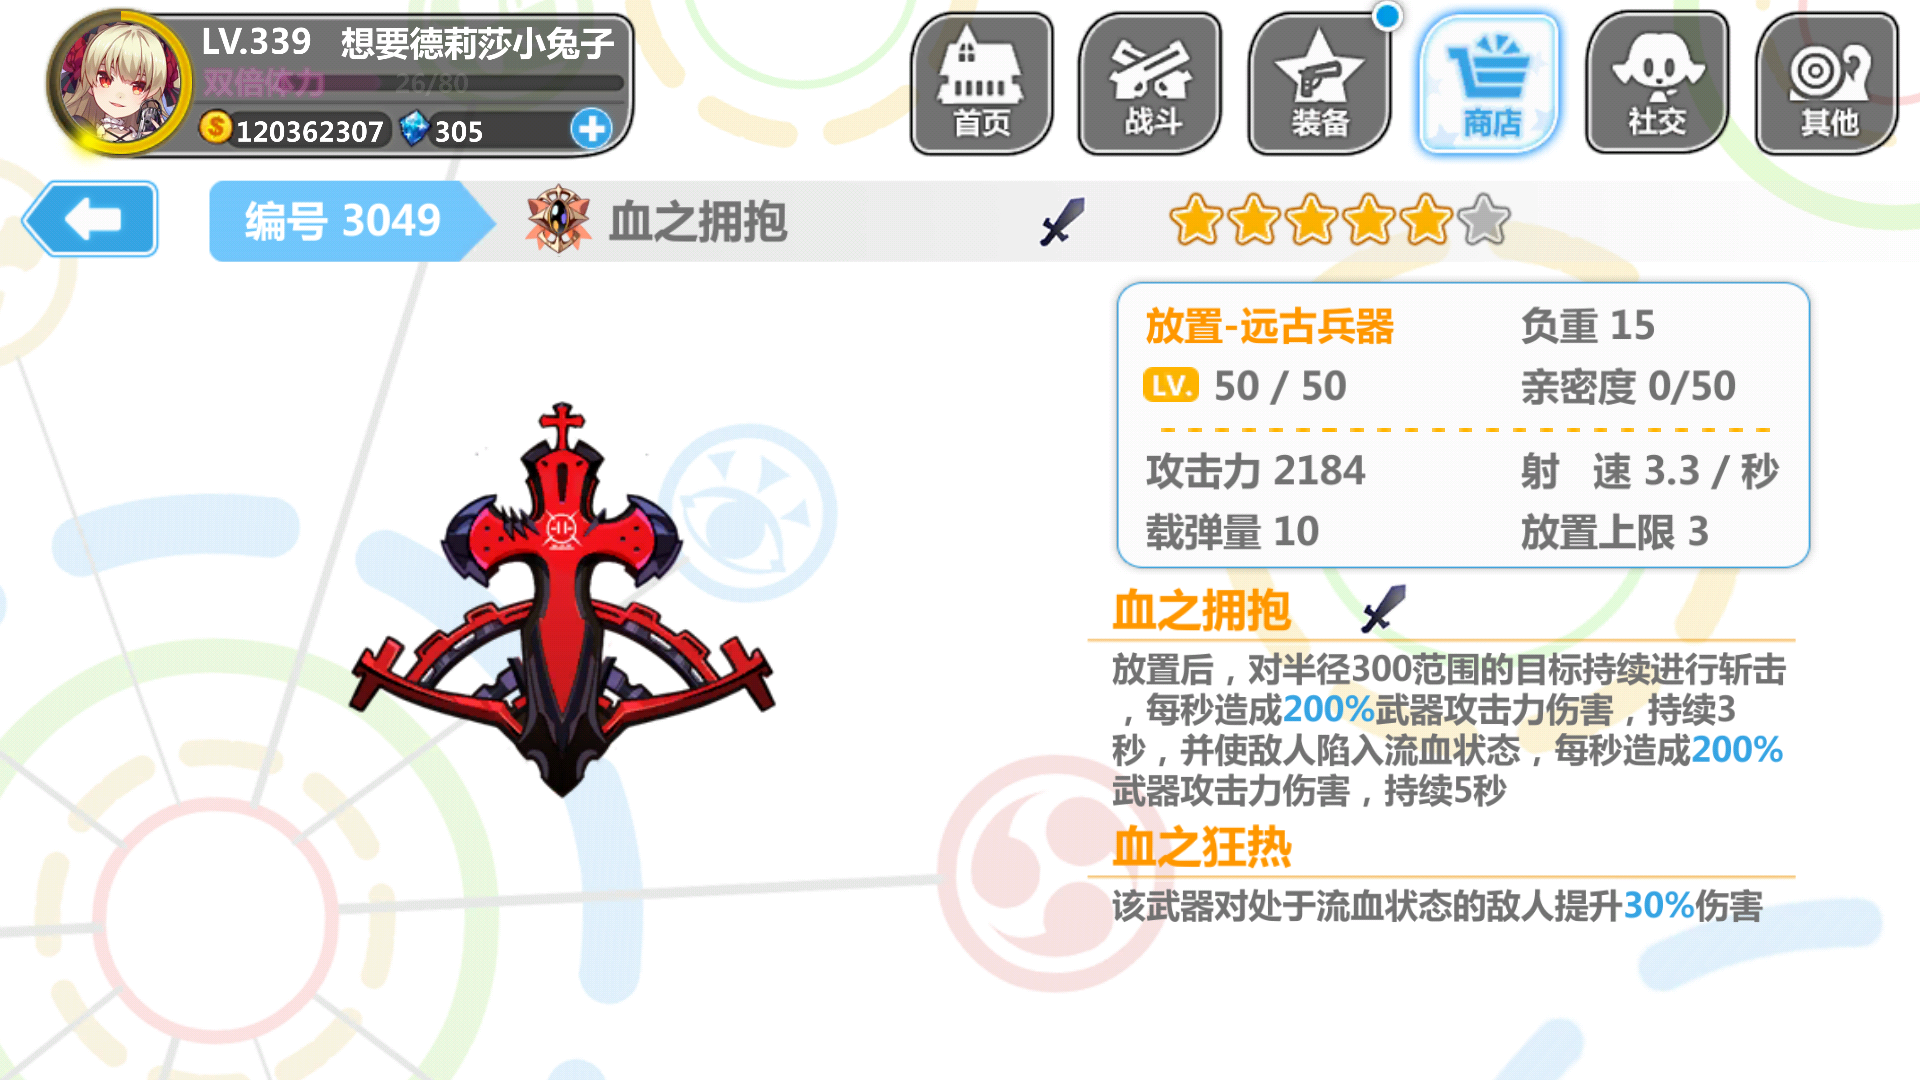 LV.339 想要德莉莎小兔子
双倍体力 26/80
120362307 305
首页 战斗 装备 商店 社交 其他
编号 3049 血之拥抱
放置-远古兵器 负重 15
LV. 50 / 50 亲密度 0/50
攻击力 2184 射 速 3.3 / 秒
载弹量 10 放置上限 3
血之拥抱
放置后，对半径300范围的目标持续进行斩击
，每秒造成200%武器攻击力伤害，持续3
秒，并使敌人陷入流血状态，每秒造成200%
武器攻击力伤害，持续5秒
血之狂热
该武器对处于流血状态的敌人提升30%伤害